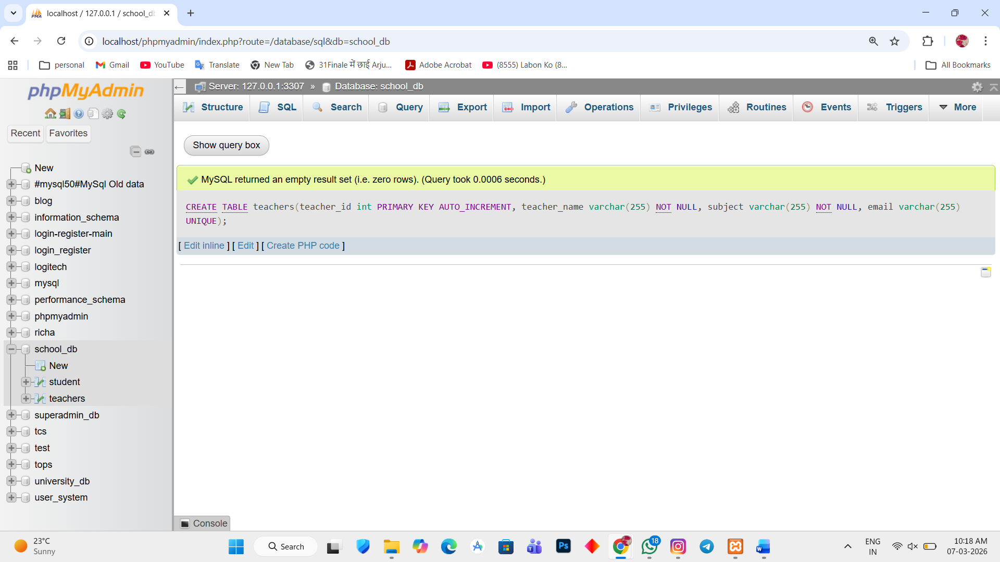 localhost / 127.0.0.1 / school_db
localhost/phpmyadmin/index.php?route=/database/sql&db=school_db
personal
Gmail
YouTube
Translate
New Tab
31Finale में छाई Arju...
Adobe Acrobat
(8555) Labon Ko (8...
All Bookmarks
phpMyAdmin
Server: 127.0.0.1:3307 » Database: school_db
Structure
SQL
Search
Query
Export
Import
Operations
Privileges
Routines
Events
Triggers
More
Recent
Favorites
New
#mysql50#MySql Old data
blog
information_schema
login-register-main
login_register
logitech
mysql
performance_schema
phpmyadmin
richa
school_db
New
student
teachers
superadmin_db
tcs
test
tops
university_db
user_system
Show query box
MySQL returned an empty result set (i.e. zero rows). (Query took 0.0006 seconds.)
CREATE TABLE teachers(teacher_id int PRIMARY KEY AUTO_INCREMENT, teacher_name varchar(255) NOT NULL, subject varchar(255) NOT NULL, email varchar(255)
UNIQUE);
[ Edit inline ] [ Edit ] [ Create PHP code ]
Console
23°C
Sunny
Search
Ps
18
ENG
IN
10:18 AM
07-03-2026